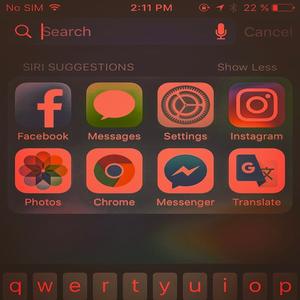 No SIM 2:11 PM 22 %
Search Cancel
SIRI SUGGESTIONS Show Less
Facebook Messages Settings Instagram
Photos Chrome Messenger Translate
q w e r t y u i o p